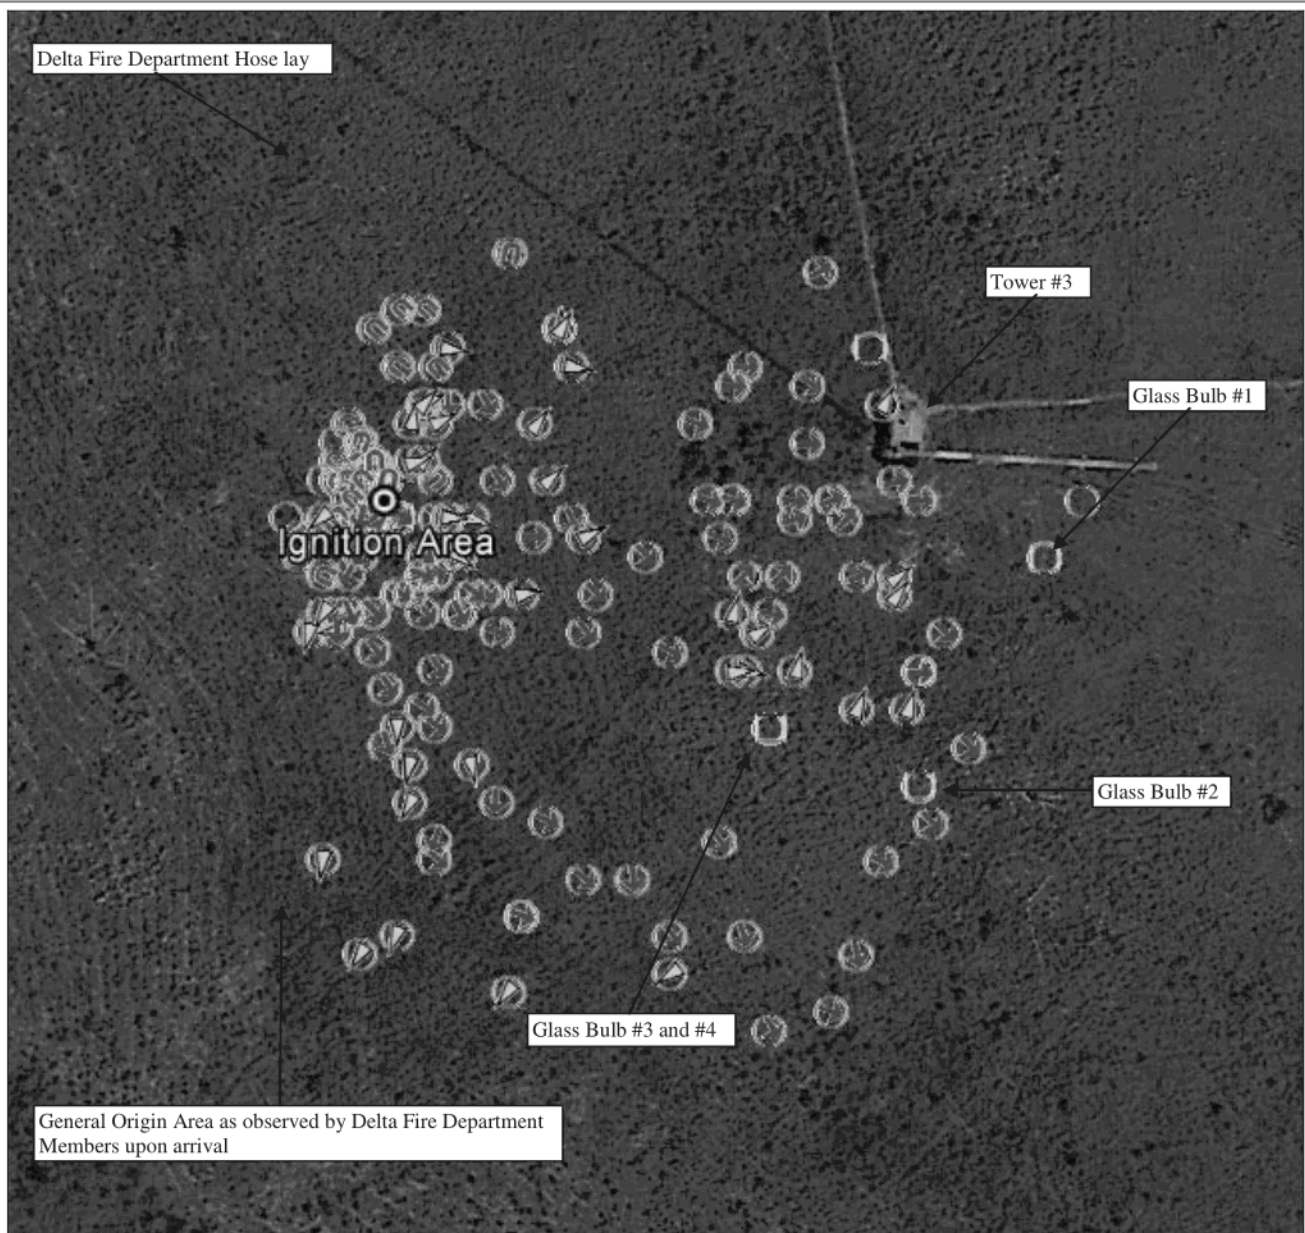 Delta Fire Department Hose lay
Tower #3
Glass Bulb #1
Ignition Area
Glass Bulb #2
Glass Bulb #3 and #4
General Origin Area as observed by Delta Fire Department
Members upon arrival